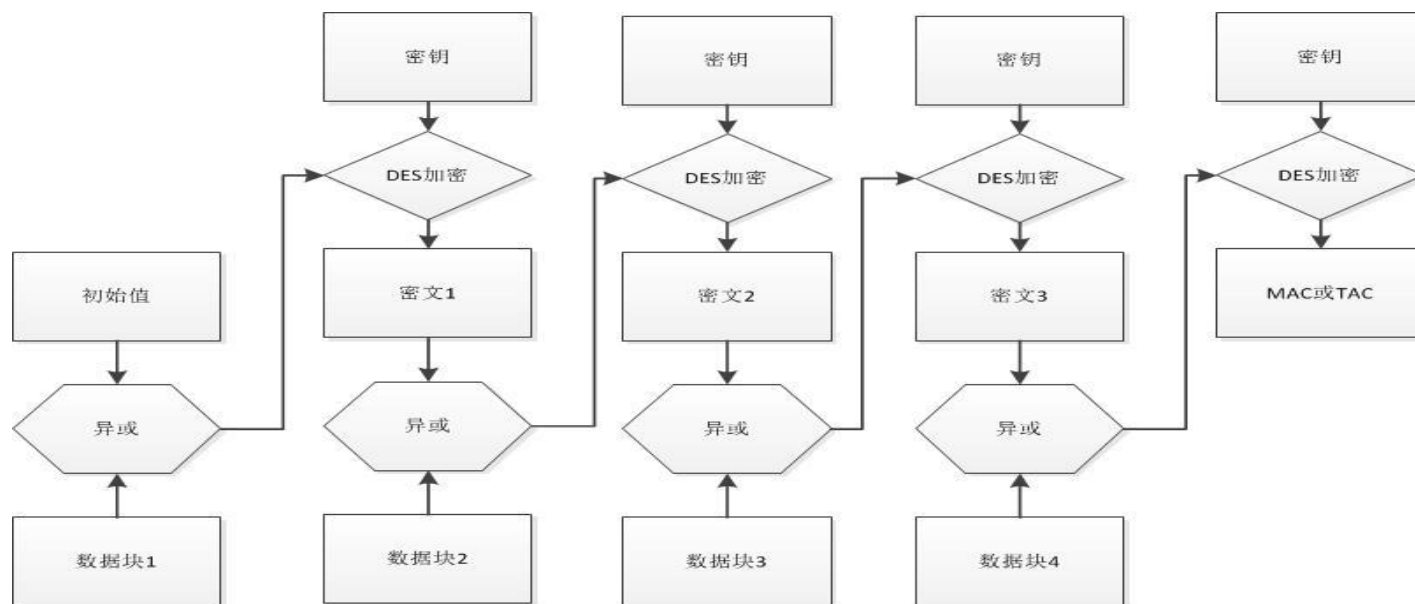 密钥
密钥
密钥
密钥
DES加密
DES加密
DES加密
DES加密
初始值
密文1
密文2
密文3
MAC或TAC
异或
异或
异或
异或
数据块1
数据块2
数据块3
数据块4